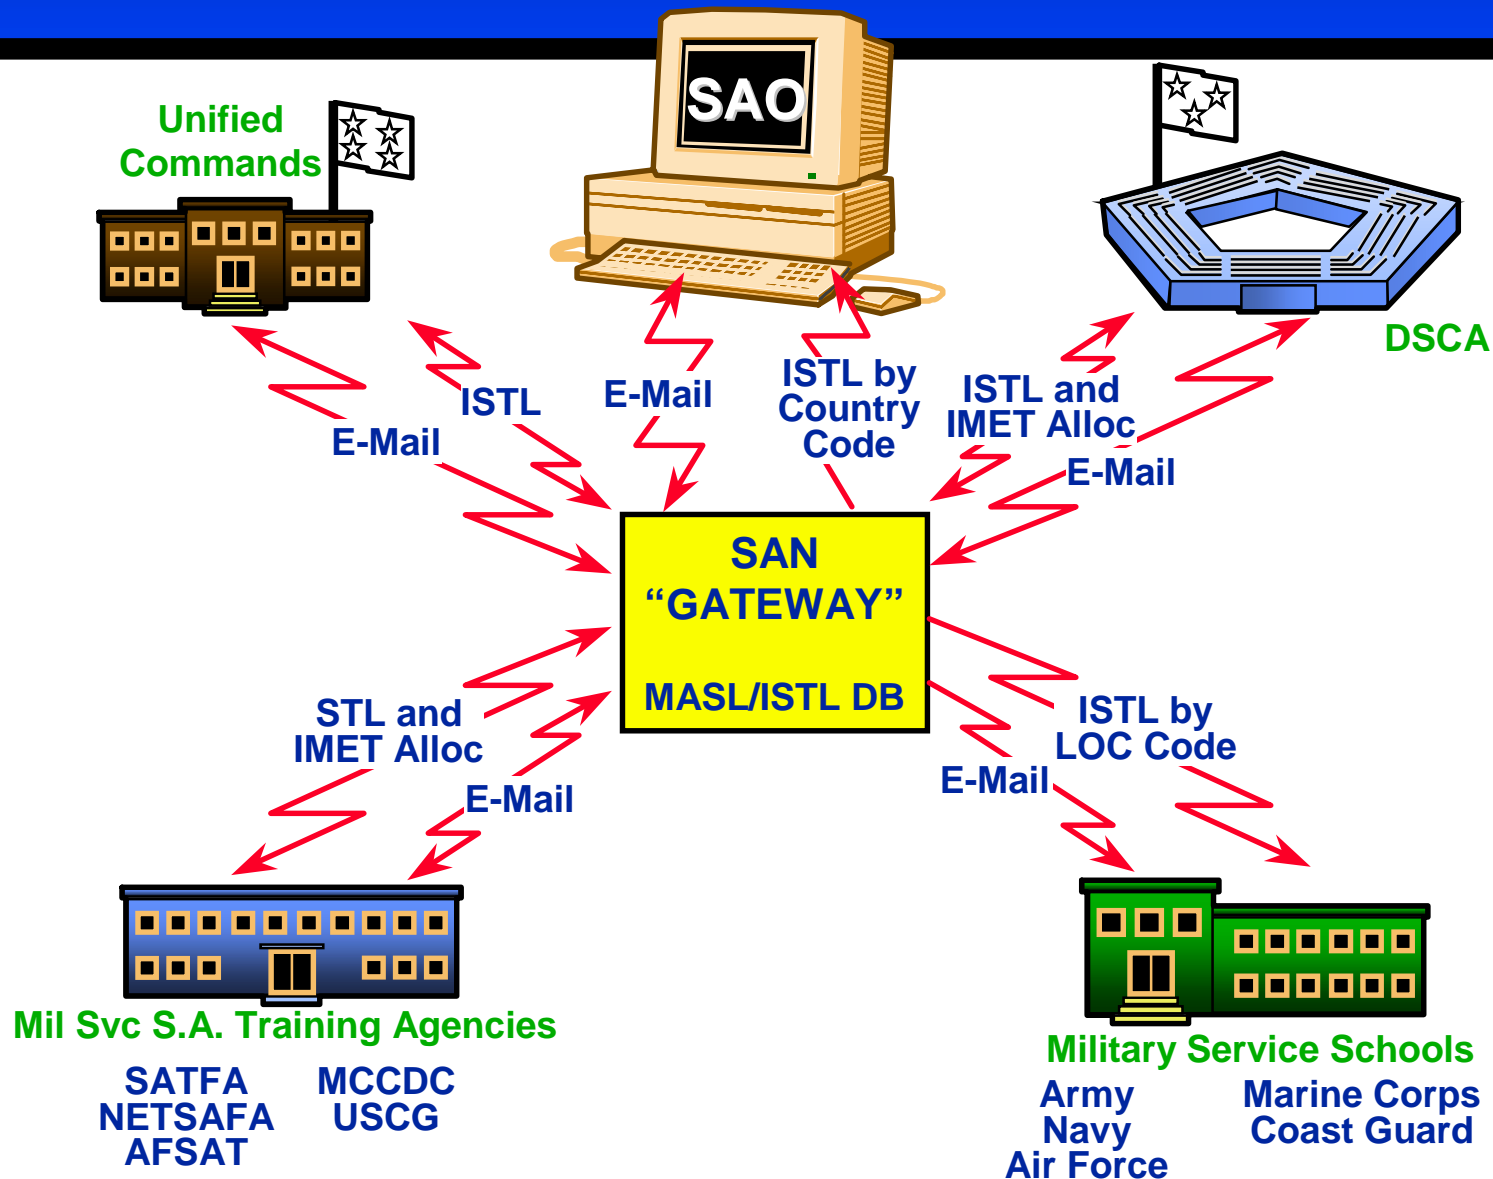 SAO
Unified
Commands
DSCA
ISTL
E-Mail
E-Mail
ISTL by
Country
Code
ISTL and
IMET Alloc
E-Mail
SAN
“GATEWAY”
MASL/ISTL DB
STL and
IMET Alloc
E-Mail
ISTL by
LOC Code
E-Mail
Mil Svc S.A. Training Agencies
SATFA
NETSAFA
AFSAT
MCCDC
USCG
Military Service Schools
Army
Navy
Air Force
Marine Corps
Coast Guard